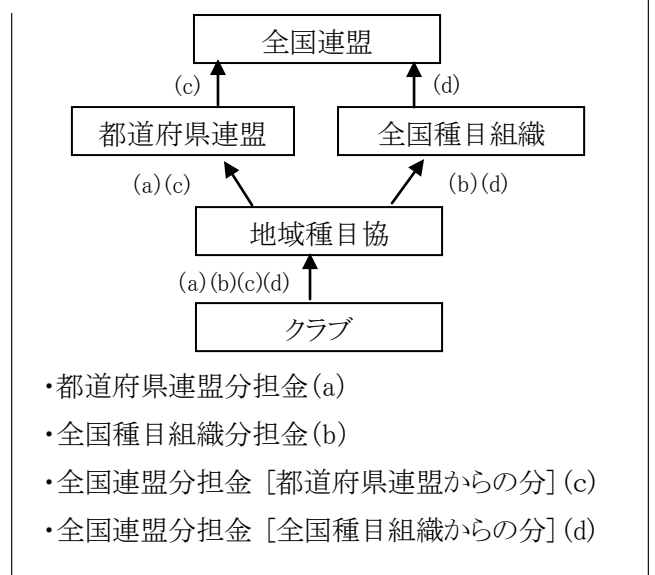 全国連盟
(c)
(d)
都道府県連盟
全国種目組織
(a)(c)
(b)(d)
地域種目協
(a)(b)(c)(d)
クラブ
・都道府県連盟分担金(a)
・全国種目組織分担金(b)
・全国連盟分担金［都道府県連盟からの分］(c)
・全国連盟分担金［全国種目組織からの分］(d)